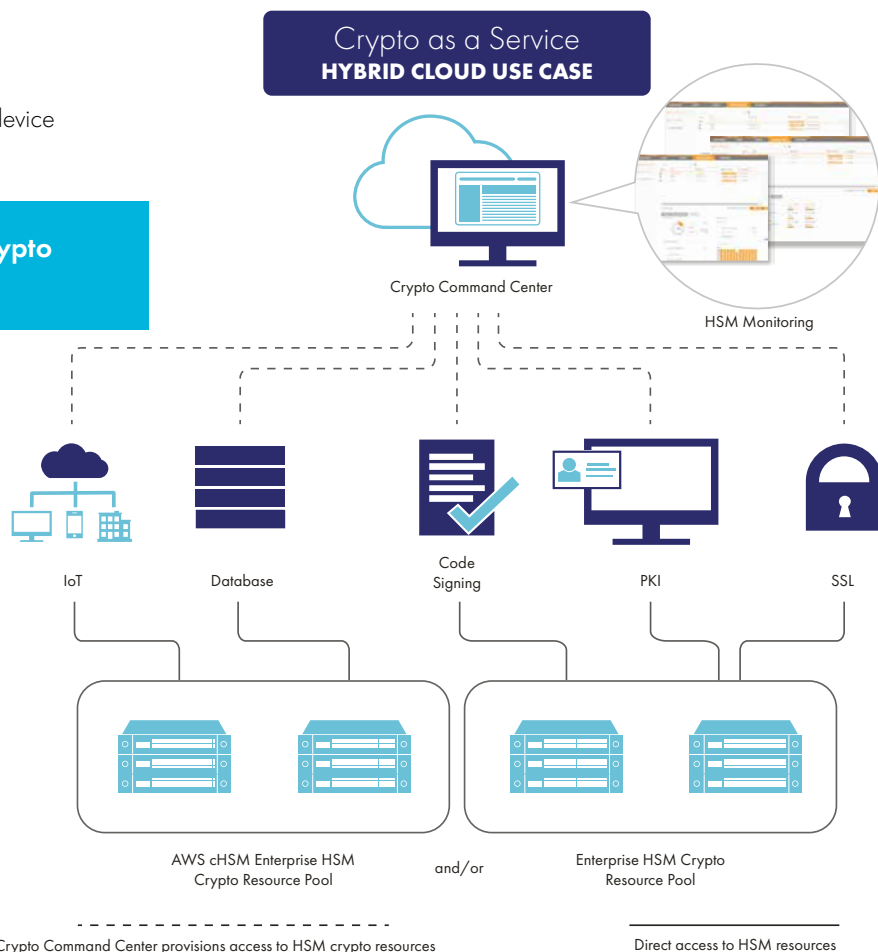 Crypto as a Service
HYBRID CLOUD USE CASE
device
ypto
Crypto Command Center
HSM Monitoring
IoT
Database
Code
Signing
PKI
SSL
AWS cHSM Enterprise HSM
Crypto Resource Pool
and/or
Enterprise HSM Crypto
Resource Pool
Crypto Command Center provisions access to HSM crypto resources
Direct access to HSM resources